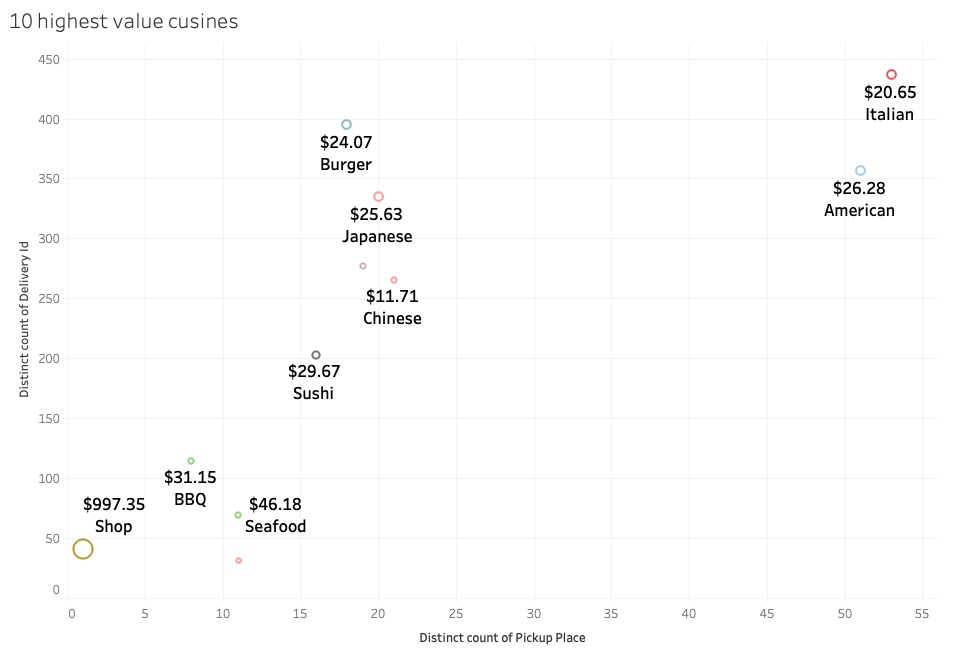 10 highest value cusines
Distinct count of Delivery Id
450
400
350
300
250
200
150
100
50
0
$20.65
Italian
$24.07
Burger
$26.28
American
$25.63
Japanese
$11.71
Chinese
$29.67
Sushi
$31.15
BBQ
$997.35
Shop
$46.18
Seafood
0 5 10 15 20 25 30 35 40 45 50 55
Distinct count of Pickup Place